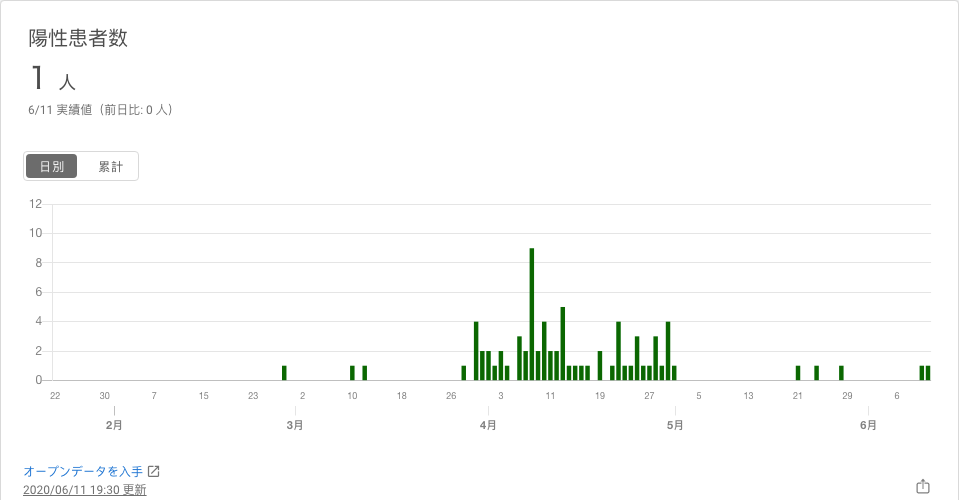 陽性患者数
1 人
6/11 実績値（前日比: 0 人）
日別 累計
12
10
8
6
4
2
0
22 30 7 15 23 2 10 18 26 3 11 19 27 5 13 21 29 6
2月 3月 4月 5月 6月
オープンデータを入手
2020/06/11 19:30 更新